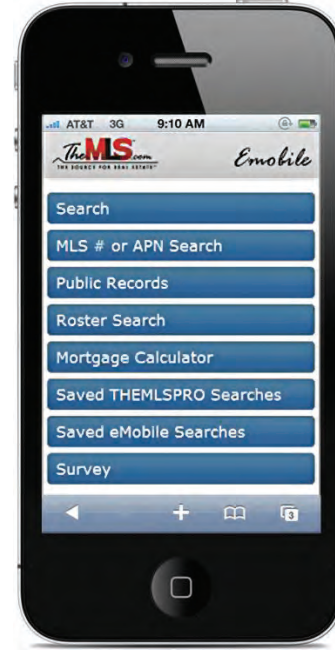 AT&T 3G 9:10 AM
TheMLS.com Emobile
THE SOURCE FOR REAL ESTATE
Search
MLS # or APN Search
Public Records
Roster Search
Mortgage Calculator
Saved THEMLSPRO Searches
Saved eMobile Searches
Survey
3